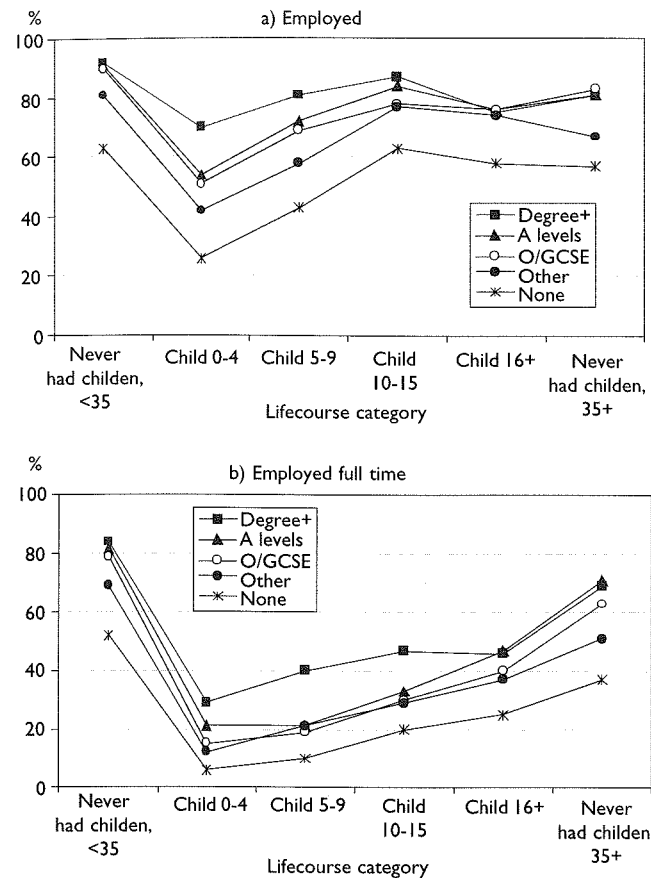 %
a) Employed
100
80
60
40
20
0
Degree+
A levels
O/GCSE
Other
None
Never
had childen,
<35
Child 0-4
Child 5-9
Child
10-15
Child 16+
Never
had childen,
35+
Lifecourse category
%
b) Employed full time
100
80
60
40
20
0
Degree+
A levels
O/GCSE
Other
None
Never
had childen,
<35
Child 0-4
Child 5-9
Child
10-15
Child 16+
Never
had childen
35+
Lifecourse category